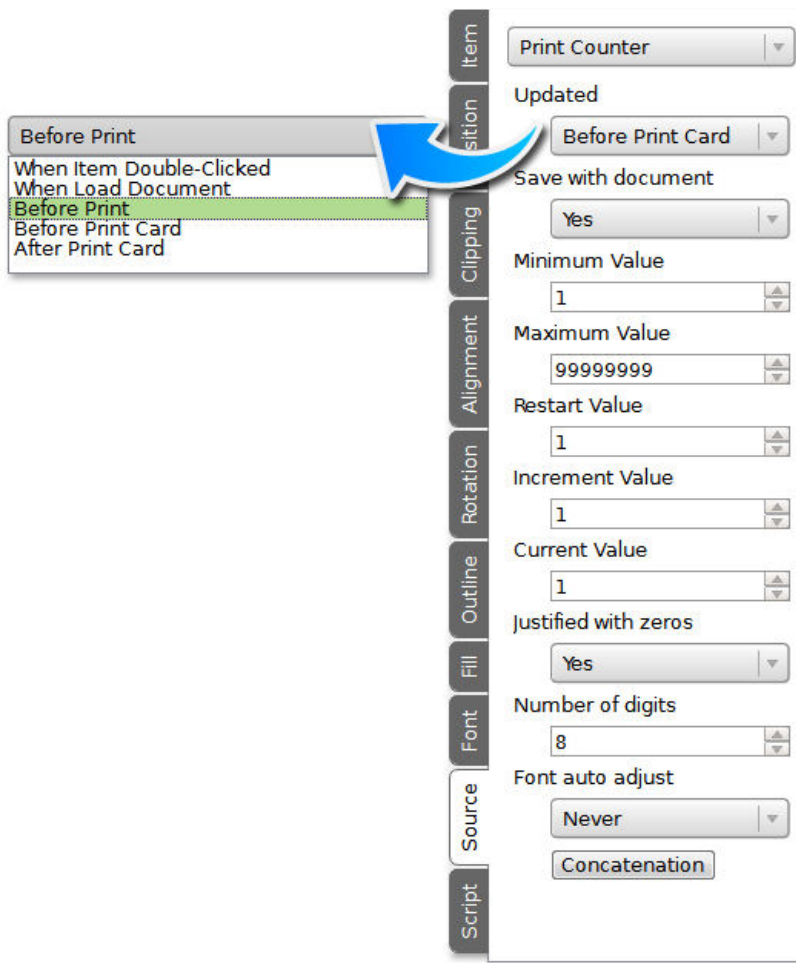 Before Print
When Item Double-Clicked
When Load Document
Before Print
Before Print Card
After Print Card
Item
sition
Clipping
Alignment
Rotation
Outline
Fill
Font
Source
Script
Print Counter
Updated
Before Print Card
Save with document
Yes
Minimum Value
1
Maximum Value
99999999
Restart Value
1
Increment Value
1
Current Value
1
Justified with zeros
Yes
Number of digits
8
Font auto adjust
Never
Concatenation